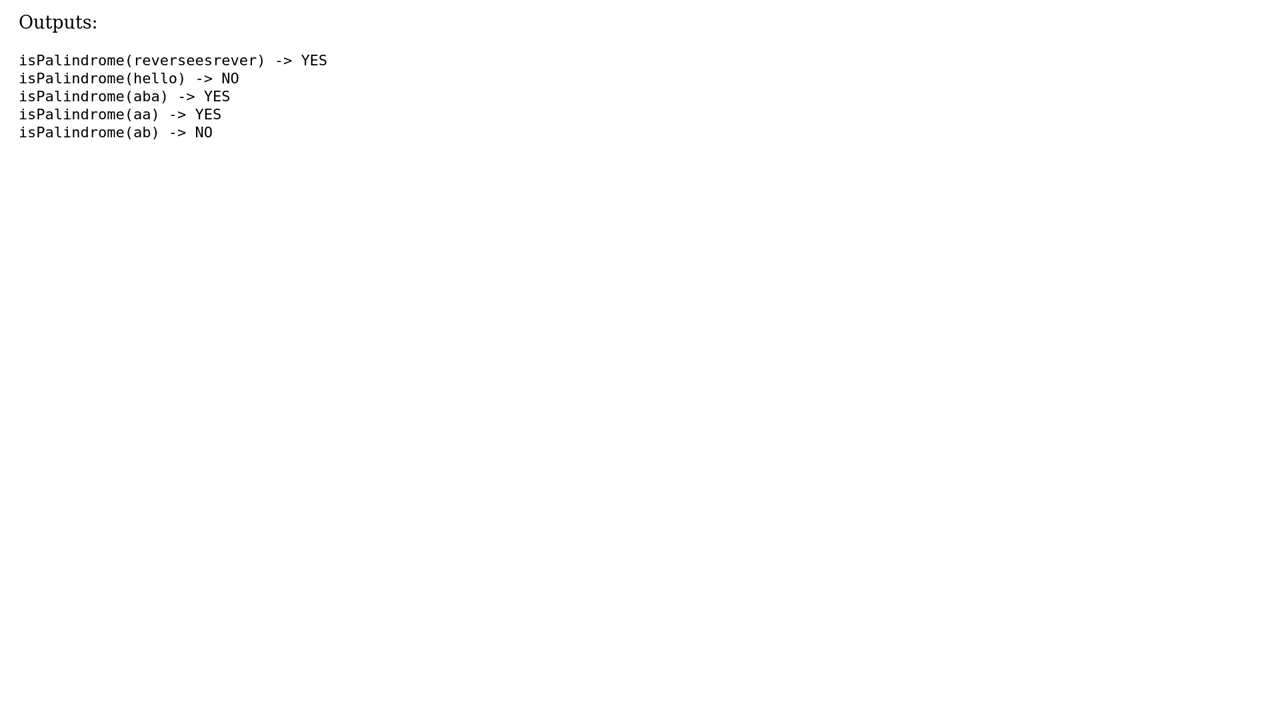 Outputs:
isPalindrome(reverseesrever) -> YES
isPalindrome(hello) -> NO
isPalindrome(aba) -> YES
isPalindrome(aa) -> YES
isPalindrome(ab) -> NO